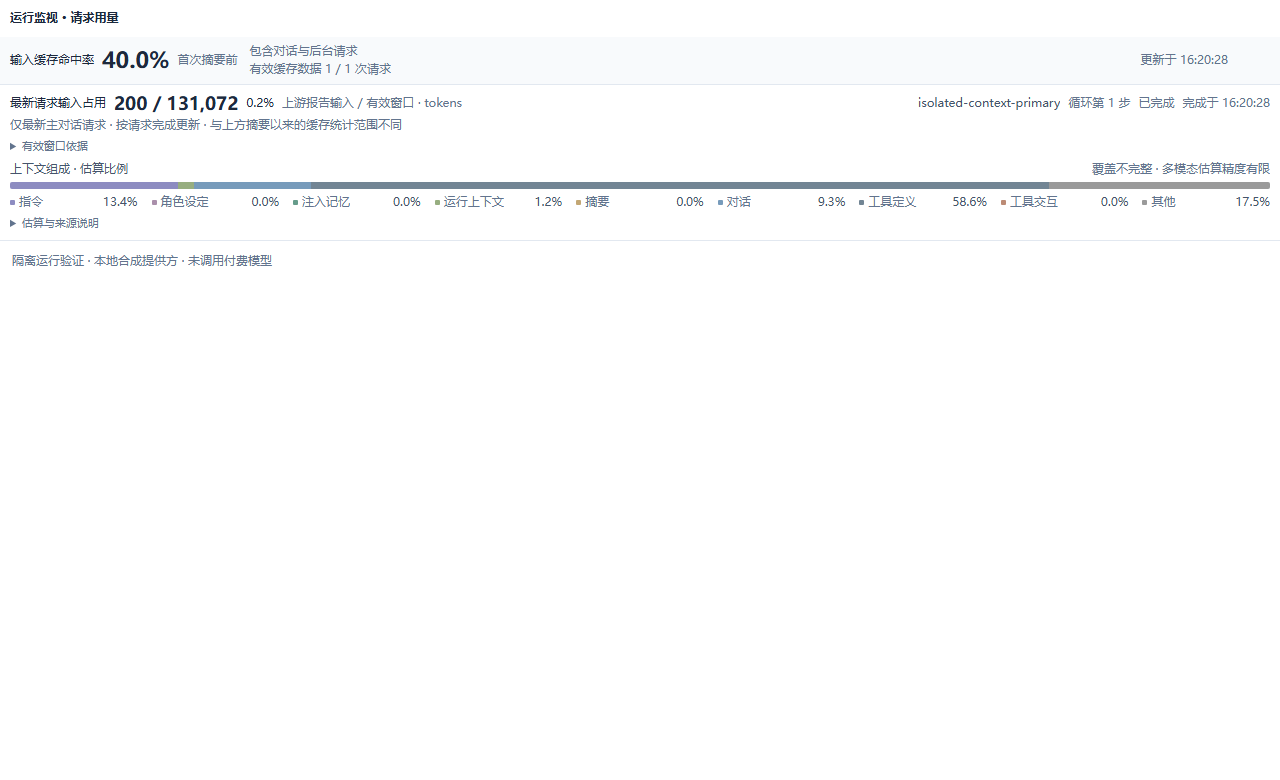 运行监视 · 请求用量
输入缓存命中率 40.0% 首次摘要前 包含对话与后台请求
有效缓存数据 1 / 1 次请求
更新于 16:20:28
最新请求输入占用 200 / 131,072 0.2% 上游报告输入 / 有效窗口 · tokens isolated-context-primary 循环第 1 步 已完成 完成于 16:20:28
仅最新主对话请求 · 按请求完成更新 · 与上方摘要以来的缓存统计范围不同
▶ 有效窗口依据
上下文组成 · 估算比例 覆盖不完整 · 多模态估算精度有限
指令 13.4% 角色设定 0.0% 注入记忆 0.0% 运行上下文 1.2% 摘要 0.0% 对话 9.3% 工具定义 58.6% 工具交互 0.0% 其他 17.5%
▶ 估算与来源说明
隔离运行验证 · 本地合成提供方 · 未调用付费模型